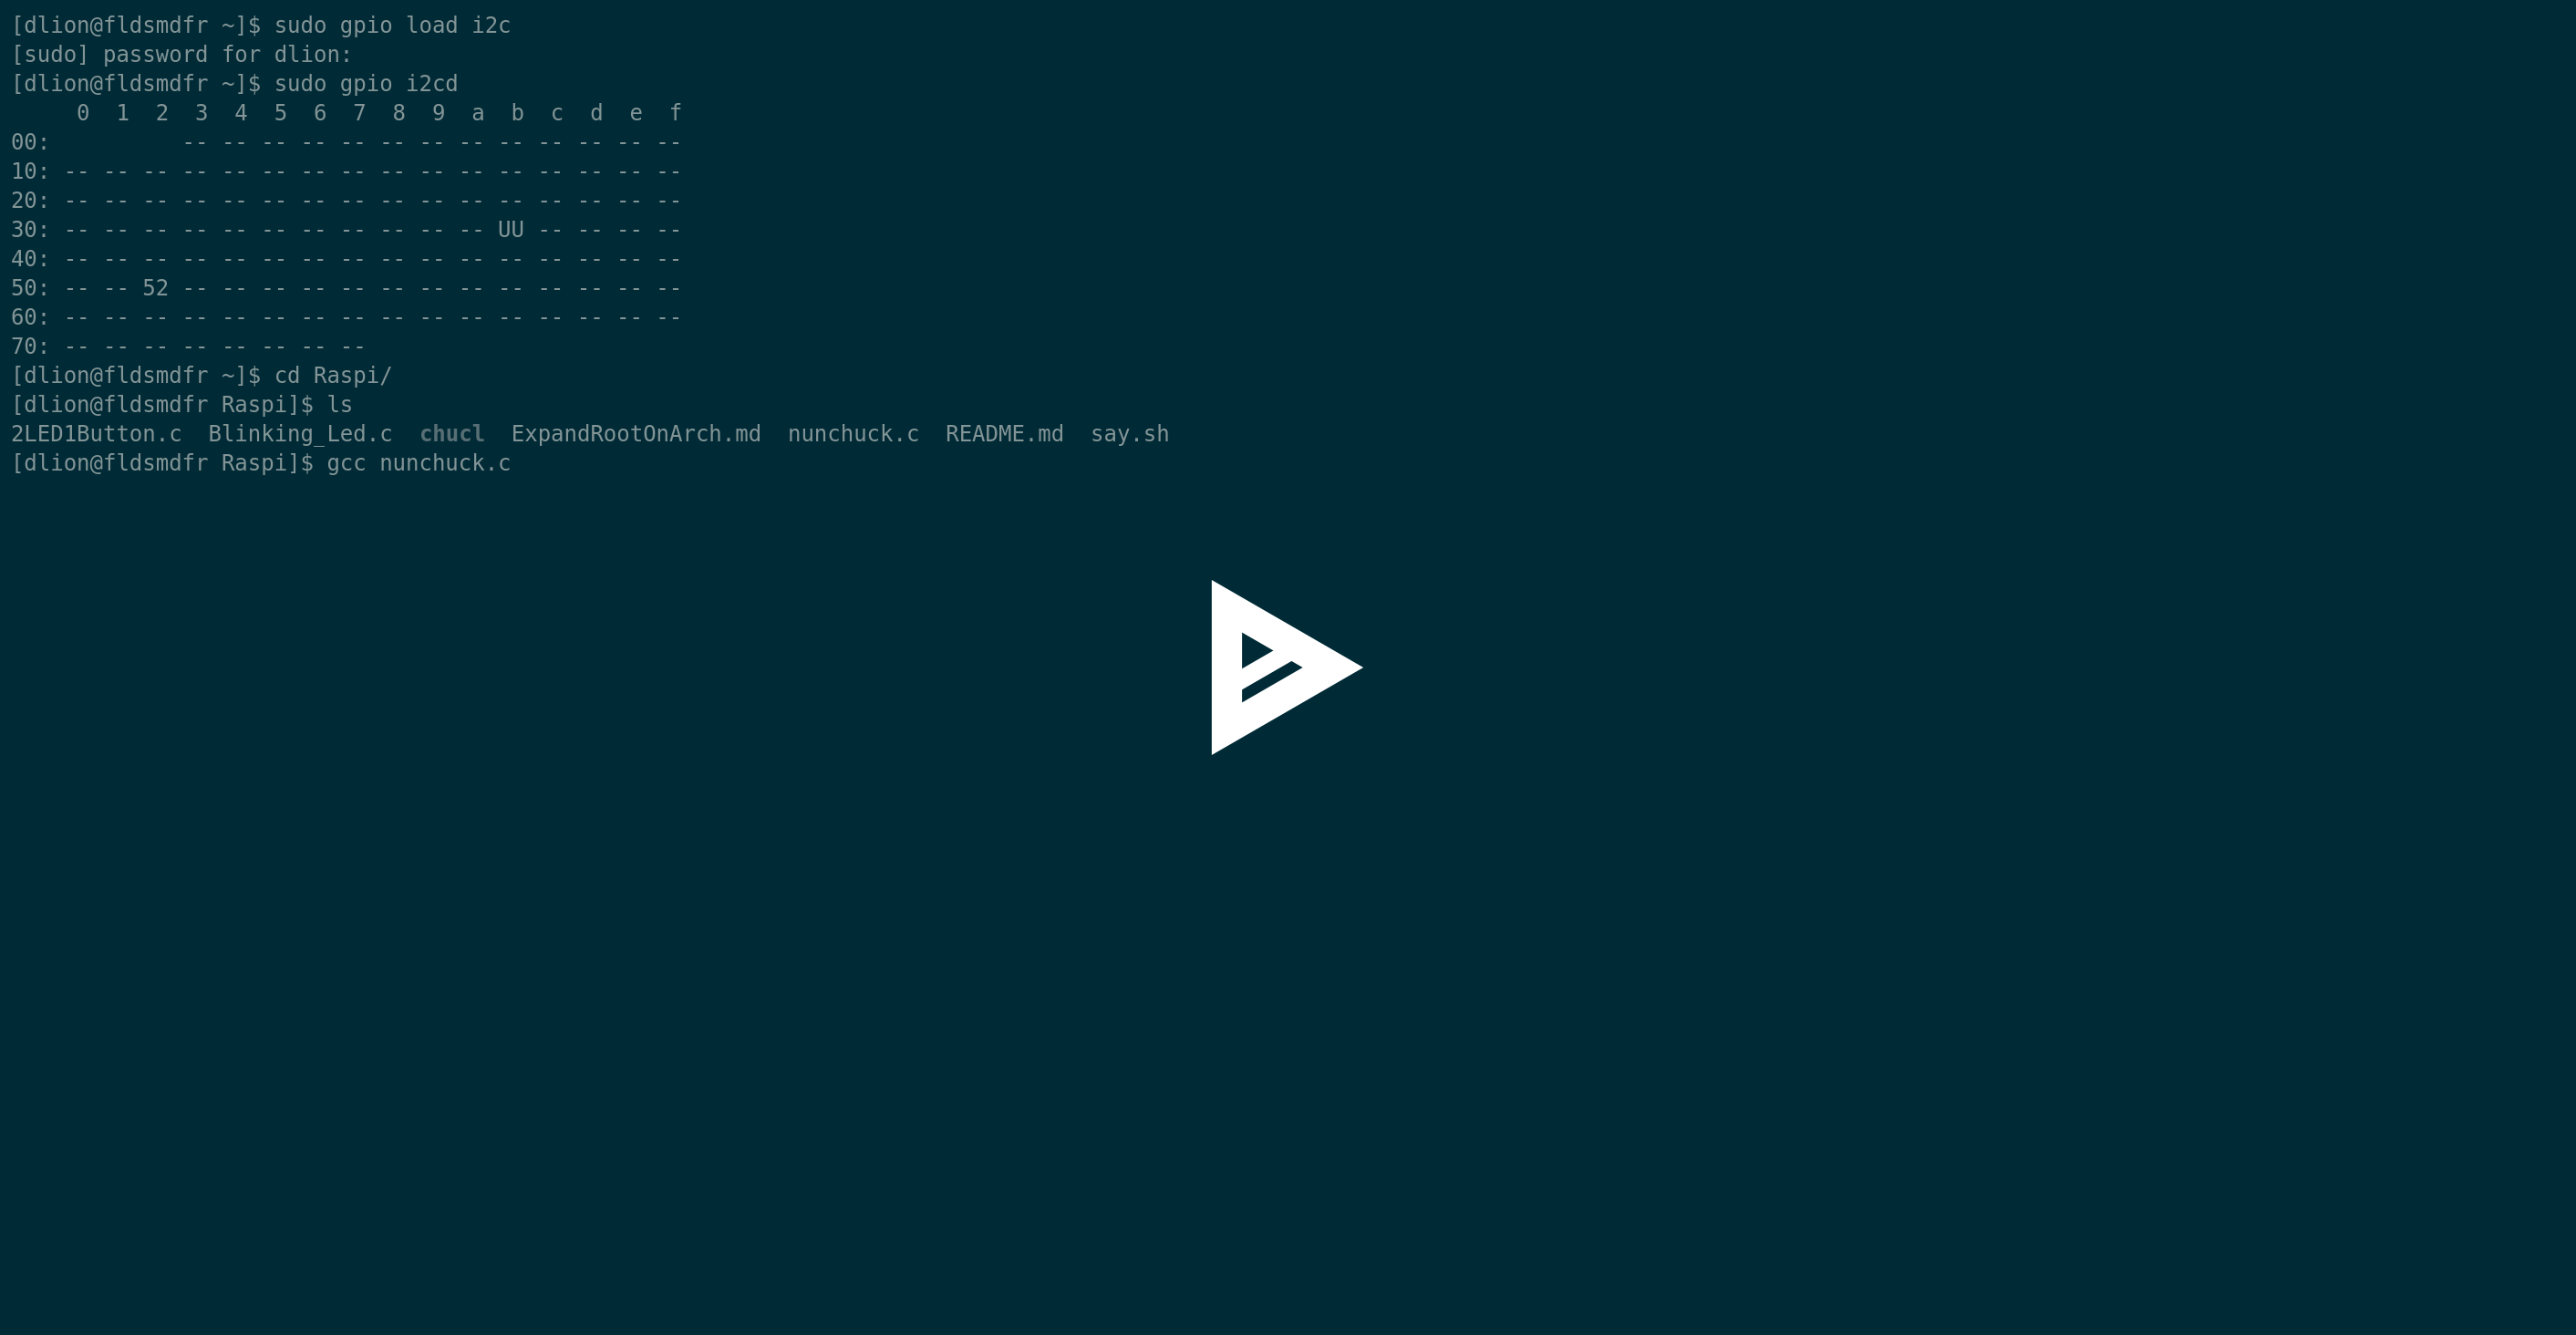 [dlion@fldsmdfr ~]$ sudo gpio load i2c
[sudo] password for dlion:
[dlion@fldsmdfr ~]$ sudo gpio i2cd
     0  1  2  3  4  5  6  7  8  9  a  b  c  d  e  f
00:          -- -- -- -- -- -- -- -- -- -- -- -- --
10: -- -- -- -- -- -- -- -- -- -- -- -- -- -- -- --
20: -- -- -- -- -- -- -- -- -- -- -- -- -- -- -- --
30: -- -- -- -- -- -- -- -- -- -- -- UU -- -- -- --
40: -- -- -- -- -- -- -- -- -- -- -- -- -- -- -- --
50: -- -- 52 -- -- -- -- -- -- -- -- -- -- -- -- --
60: -- -- -- -- -- -- -- -- -- -- -- -- -- -- -- --
70: -- -- -- -- -- -- -- --
[dlion@fldsmdfr ~]$ cd Raspi/
[dlion@fldsmdfr Raspi]$ ls
2LED1Button.c  Blinking_Led.c  chucl  ExpandRootOnArch.md  nunchuck.c  README.md  say.sh
[dlion@fldsmdfr Raspi]$ gcc nunchuck.c